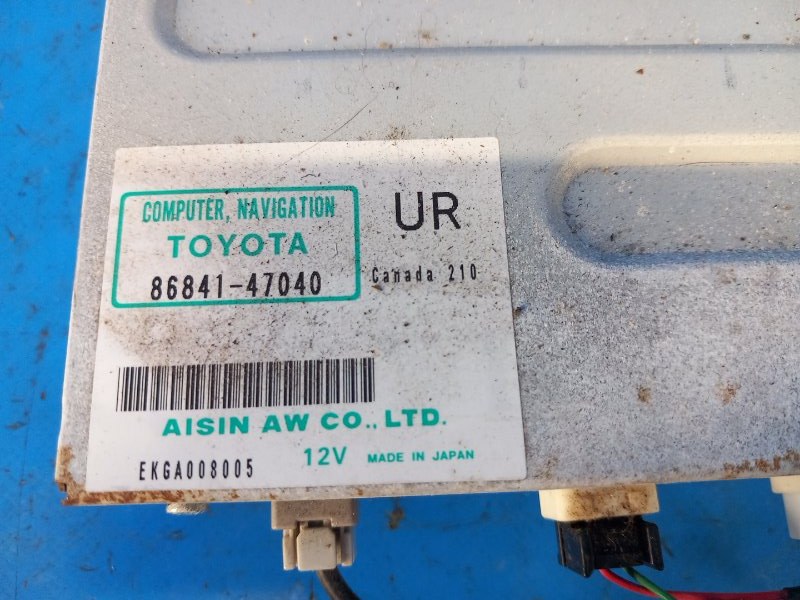 COMPUTER, NAVIGATION
TOYOTA
86841-47040
UR
Canada 210
AISIN AW CO., LTD.
EKGA008005
12V
MADE IN JAPAN